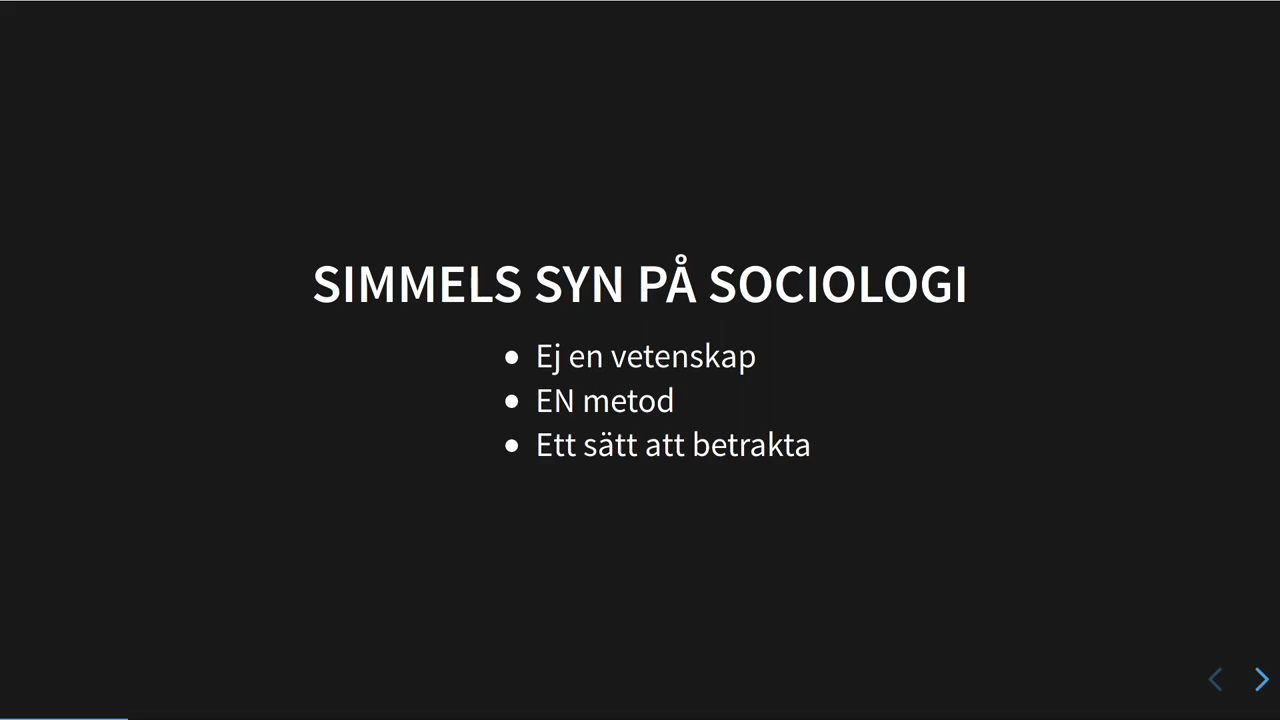 SIMMELS SYN PÅ SOCIOLOGI
Ej en vetenskap
EN metod
Ett sätt att betrakta